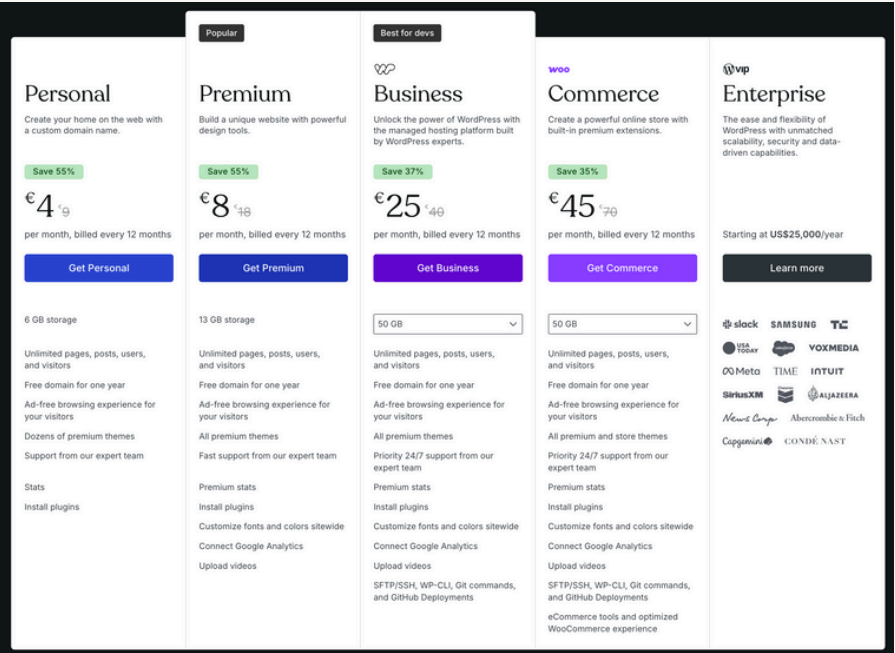 Popular
Best for devs
woo
VIP
Personal
Create your home on the web with
a custom domain name.
Save 55%
€4 €9
per month, billed every 12 months
Get Personal
6 GB storage
Unlimited pages, posts, users,
and visitors
Free domain for one year
Ad-free browsing experience for
your visitors
Dozens of premium themes
Support from our expert team
Stats
Install plugins
Premium
Build a unique website with powerful
design tools.
Save 55%
€8 €18
per month, billed every 12 months
Get Premium
13 GB storage
Unlimited pages, posts, users,
and visitors
Free domain for one year
Ad-free browsing experience for
your visitors
All premium themes
Fast support from our expert team
Premium stats
Install plugins
Customize fonts and colors sitewide
Connect Google Analytics
Upload videos
Business
Unlock the power of WordPress with
the managed hosting platform built
by WordPress experts.
Save 37%
€25 €40
per month, billed every 12 months
Get Business
50 GB
Unlimited pages, posts, users,
and visitors
Free domain for one year
Ad-free browsing experience for
your visitors
All premium themes
Priority 24/7 support from our
expert team
Premium stats
Install plugins
Customize fonts and colors sitewide
Connect Google Analytics
Upload videos
SFTP/SSH, WP-CLI, Git commands,
and GitHub Deployments
Commerce
Create a powerful online store with
built-in premium extensions.
Save 35%
€45 €70
per month, billed every 12 months
Get Commerce
50 GB
Unlimited pages, posts, users,
and visitors
Free domain for one year
Ad-free browsing experience for
your visitors
All premium and store themes
Priority 24/7 support from our
expert team
Premium stats
Install plugins
Customize fonts and colors sitewide
Connect Google Analytics
Upload videos
SFTP/SSH, WP-CLI, Git commands,
and GitHub Deployments
eCommerce tools and optimized
WooCommerce experience
Enterprise
The ease and flexibility of
WordPress with unmatched
scalability, security and data-
driven capabilities.
Starting at US$25,000/year
Learn more
slack SAMSUNG TC
USA TODAY VOXMEDIA
Meta TIME INTUIT
SiriusXM ALJAZEERA
News Corp Abercrombie & Fitch
Capgemini CONDÉ NAST